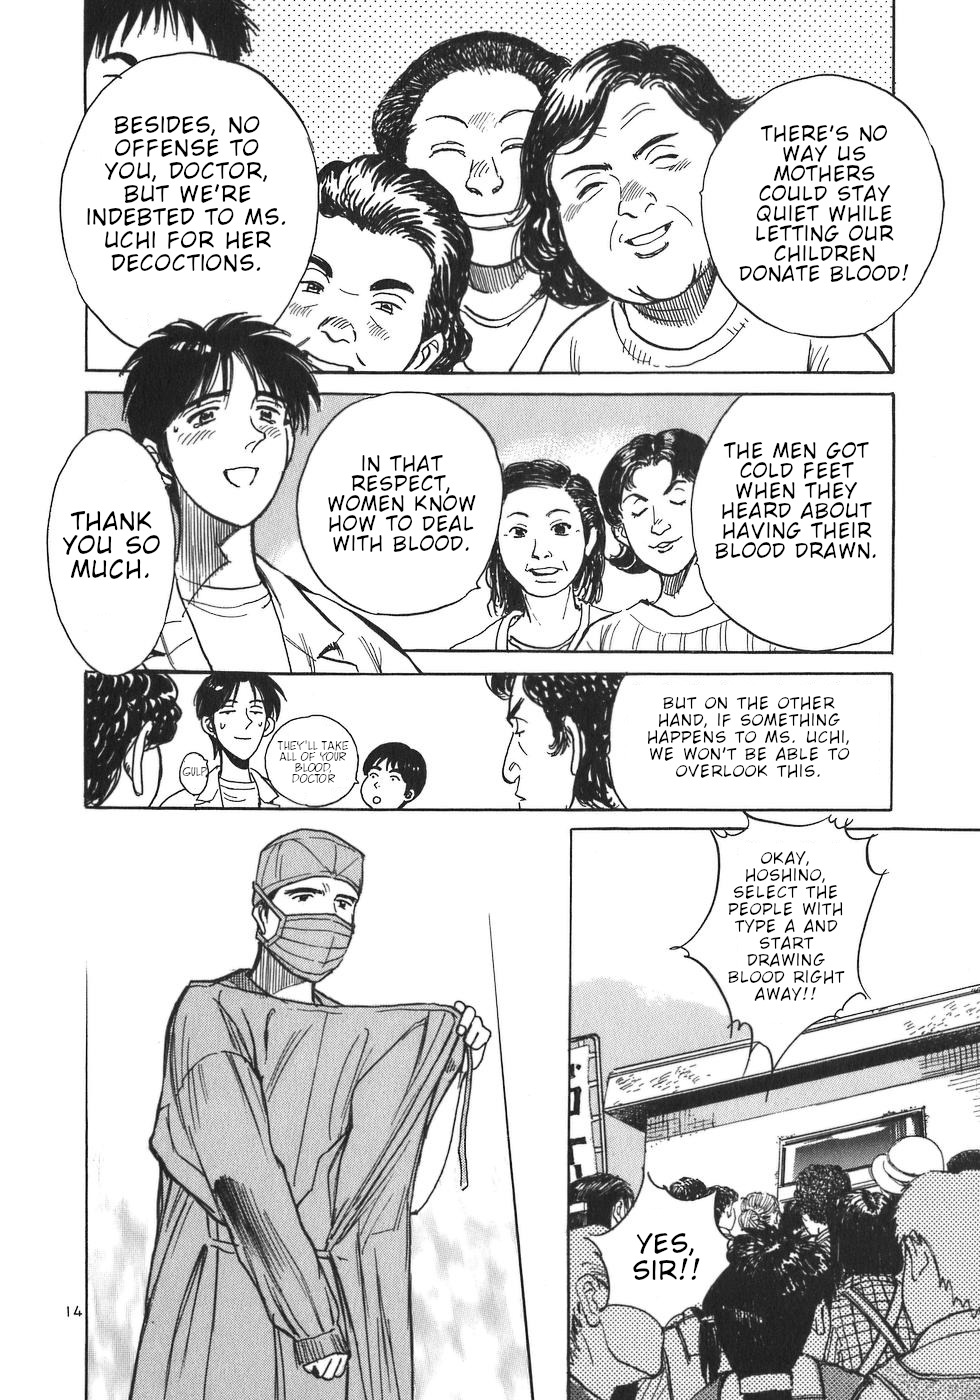 THERE'S NO
WAY US
MOTHERS
COULD STAY
QUIET WHILE
LETTING OUR
CHILDREN
DONATE BLOOD!
BESIDES, NO
OFFENSE TO
YOU, DOCTOR,
BUT WE'RE
INDEBTED TO MS.
UCHI FOR HER
DECOCTIONS.
THE MEN GOT
COLD FEET
WHEN THEY
HEARD ABOUT
HAVING THEIR
BLOOD DRAWN.
IN THAT
RESPECT,
WOMEN KNOW
HOW TO DEAL
WITH BLOOD.
THANK
YOU SO
MUCH.
BUT ON THE OTHER
HAND, IF SOMETHING
HAPPENS TO MS. UCHI,
WE WON'T BE ABLE TO
OVERLOOK THIS.
THEY'LL TAKE
ALL OF YOUR
BLOOD,
DOCTOR
GULP
OKAY,
HOSHINO,
SELECT THE
PEOPLE WITH
TYPE A AND
START
DRAWING
BLOOD RIGHT
AWAY!!
YES,
SIR!!
14